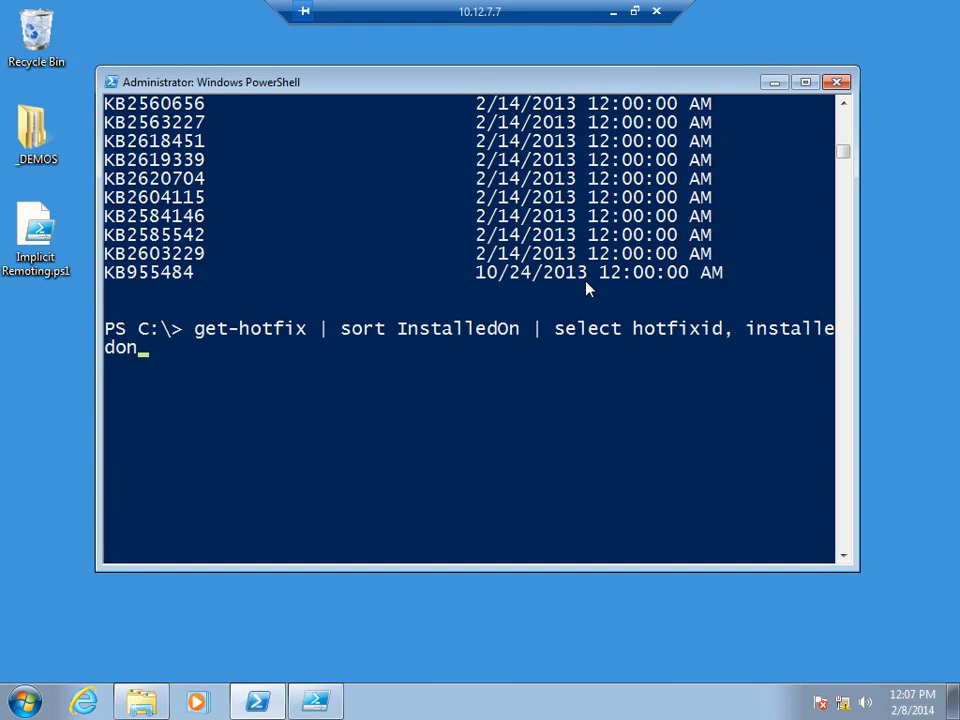 10.12.7.7
Recycle Bin
_DEMOS
Implicit
Remoting.ps1
Administrator: Windows PowerShell
KB2560656 2/14/2013 12:00:00 AM
KB2563227 2/14/2013 12:00:00 AM
KB2618451 2/14/2013 12:00:00 AM
KB2619339 2/14/2013 12:00:00 AM
KB2620704 2/14/2013 12:00:00 AM
KB2604115 2/14/2013 12:00:00 AM
KB2584146 2/14/2013 12:00:00 AM
KB2585542 2/14/2013 12:00:00 AM
KB2603229 2/14/2013 12:00:00 AM
KB955484 10/24/2013 12:00:00 AM
PS C:\> get-hotfix | sort InstalledOn | select hotfixid, installe
don
12:07 PM
2/8/2014